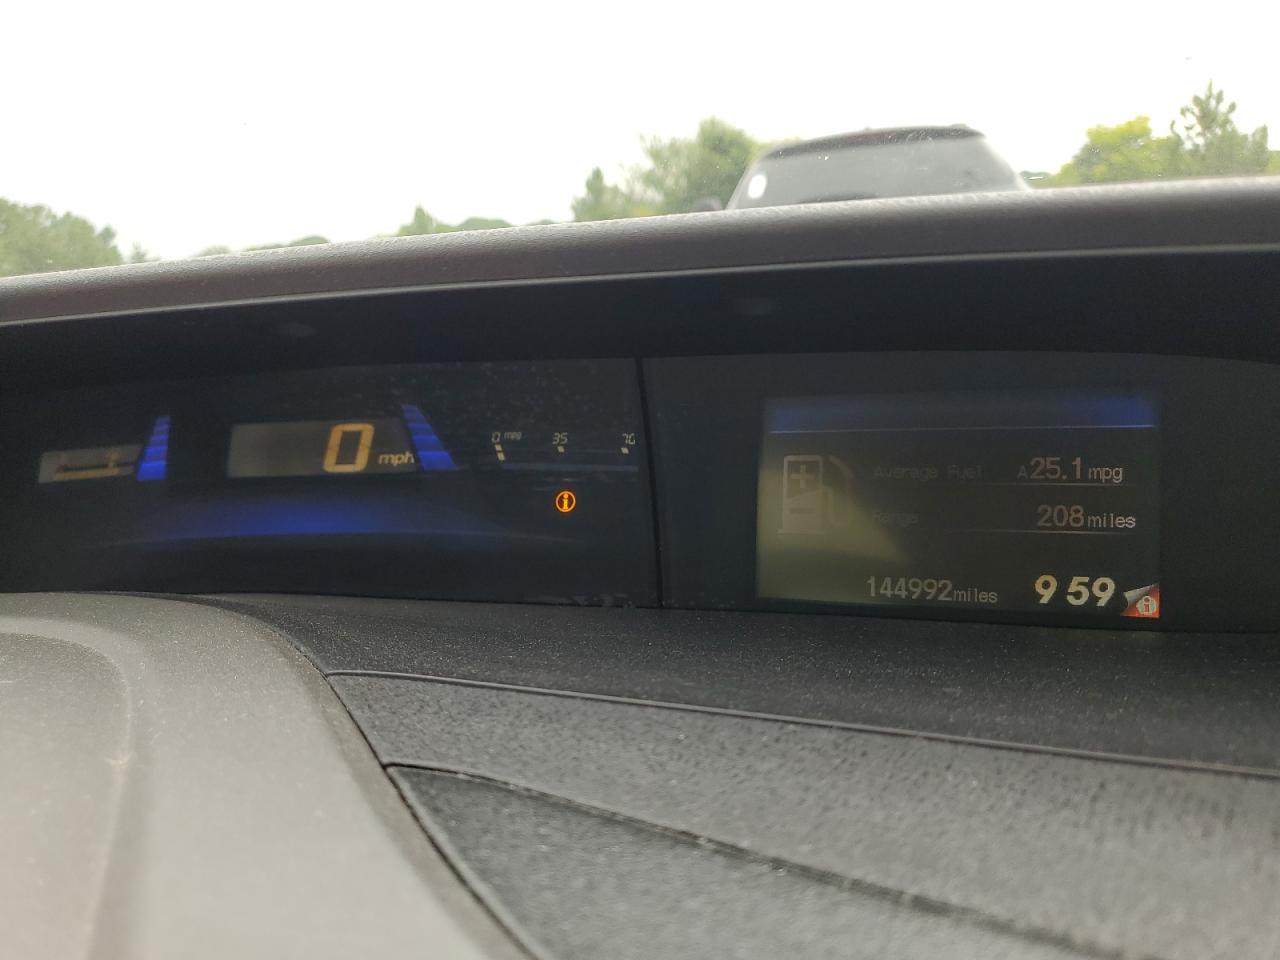 0 mph
0 mpg 35 70
Average Fuel A25.1 mpg
Range 208 miles
144992 miles 9 59